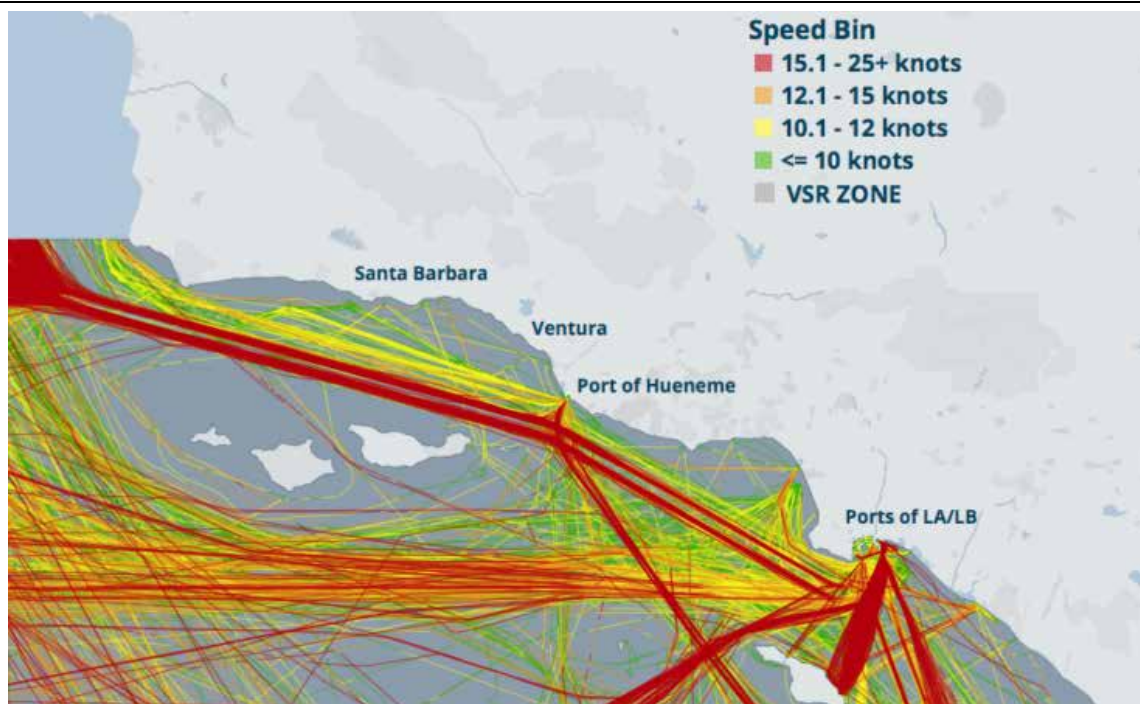 Speed Bin
15.1 - 25+ knots
12.1 - 15 knots
10.1 - 12 knots
<= 10 knots
VSR ZONE
Santa Barbara
Ventura
Port of Hueneme
Ports of LA/LB